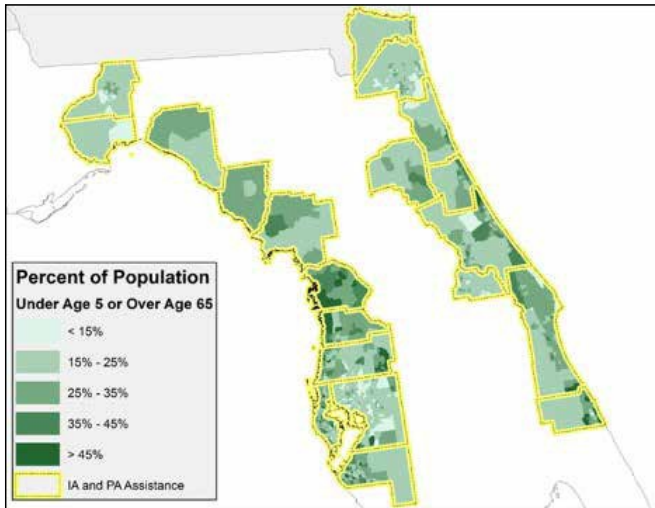 Percent of Population
Under Age 5 or Over Age 65
< 15%
15% - 25%
25% - 35%
35% - 45%
> 45%
IA and PA Assistance